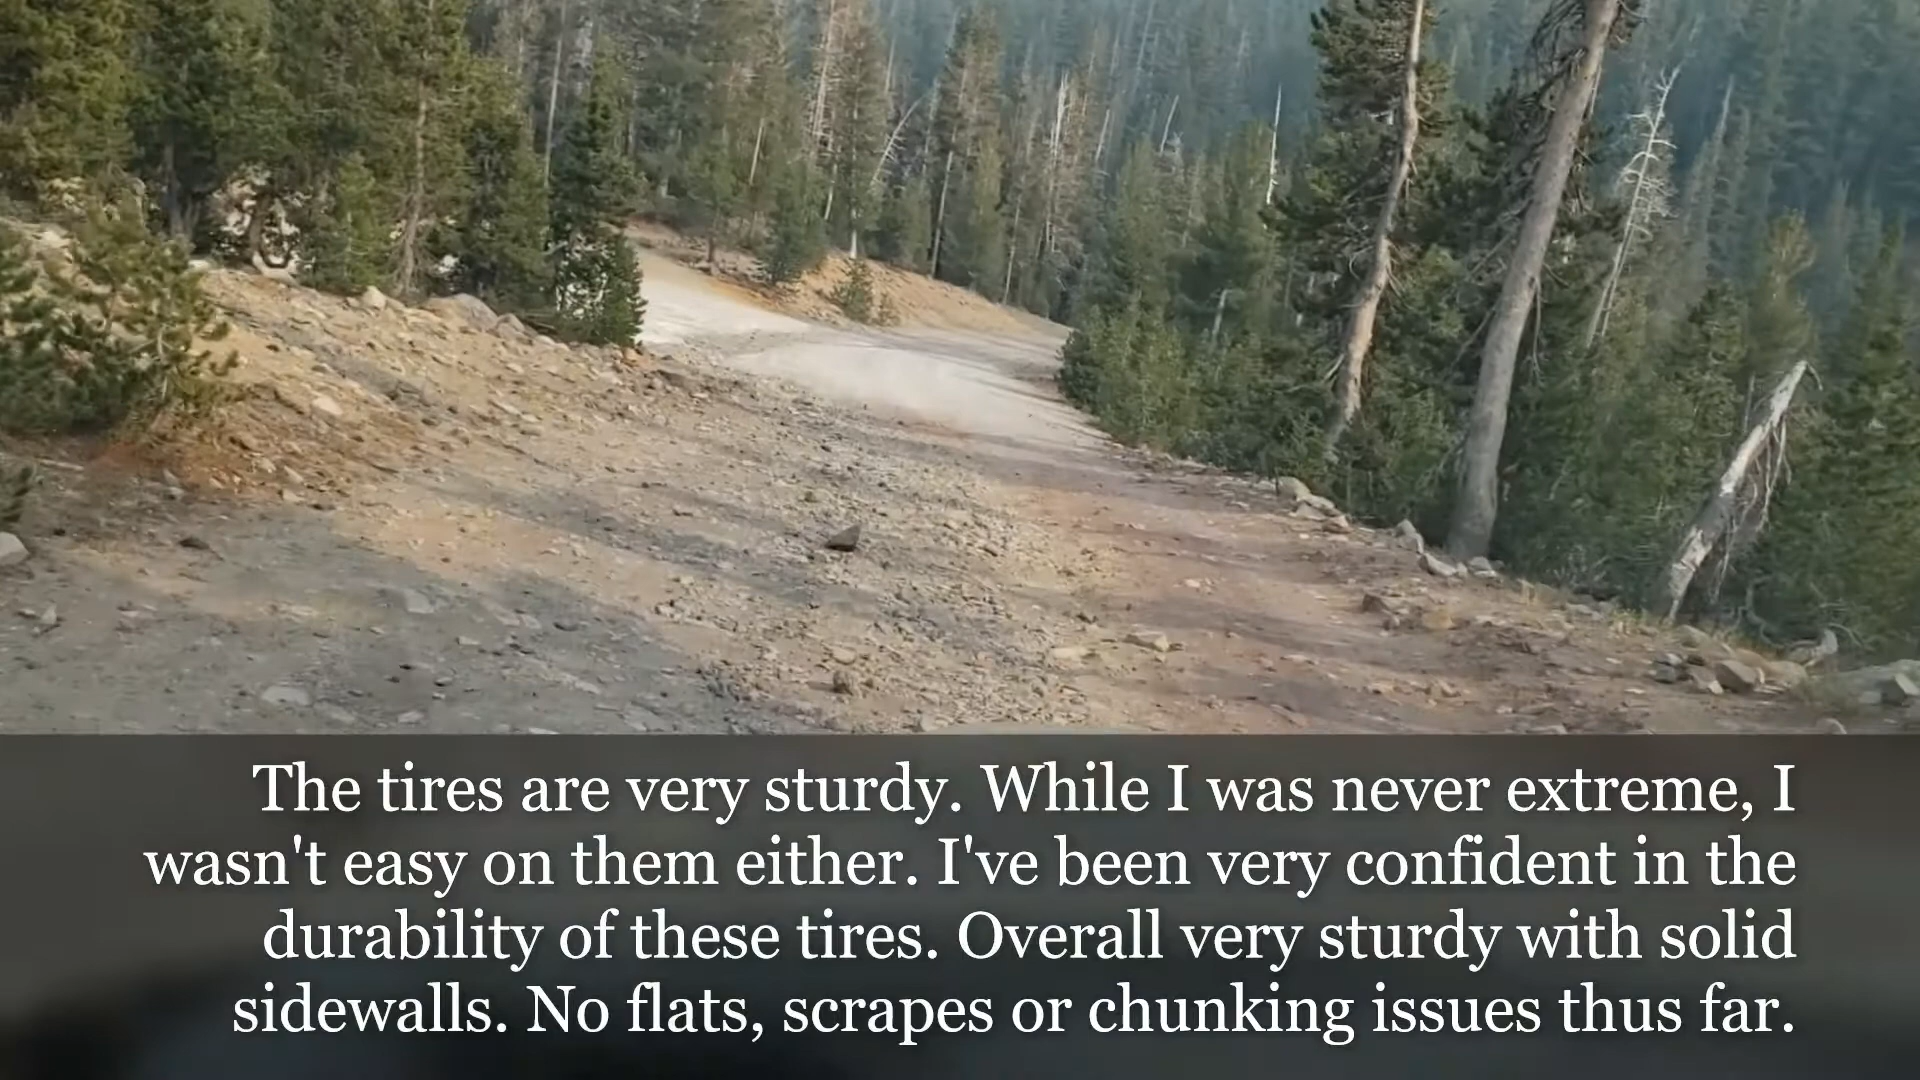 The tires are very sturdy. While I was never extreme, I
wasn't easy on them either. I've been very confident in the
durability of these tires. Overall very sturdy with solid
sidewalls. No flats, scrapes or chunking issues thus far.